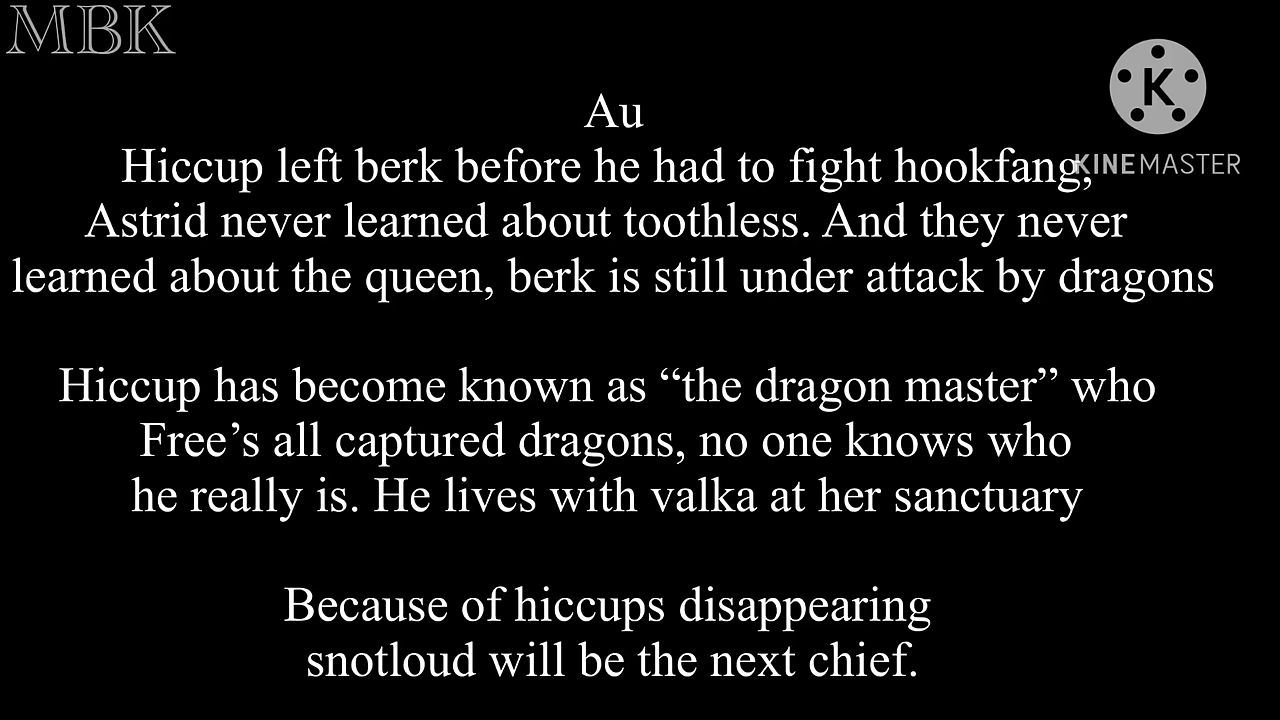 MBK
K
KINEMASTER
Au
Hiccup left berk before he had to fight hookfang,
Astrid never learned about toothless. And they never
learned about the queen, berk is still under attack by dragons
Hiccup has become known as “the dragon master” who
Free’s all captured dragons, no one knows who
he really is. He lives with valka at her sanctuary
Because of hiccups disappearing
snotloud will be the next chief.